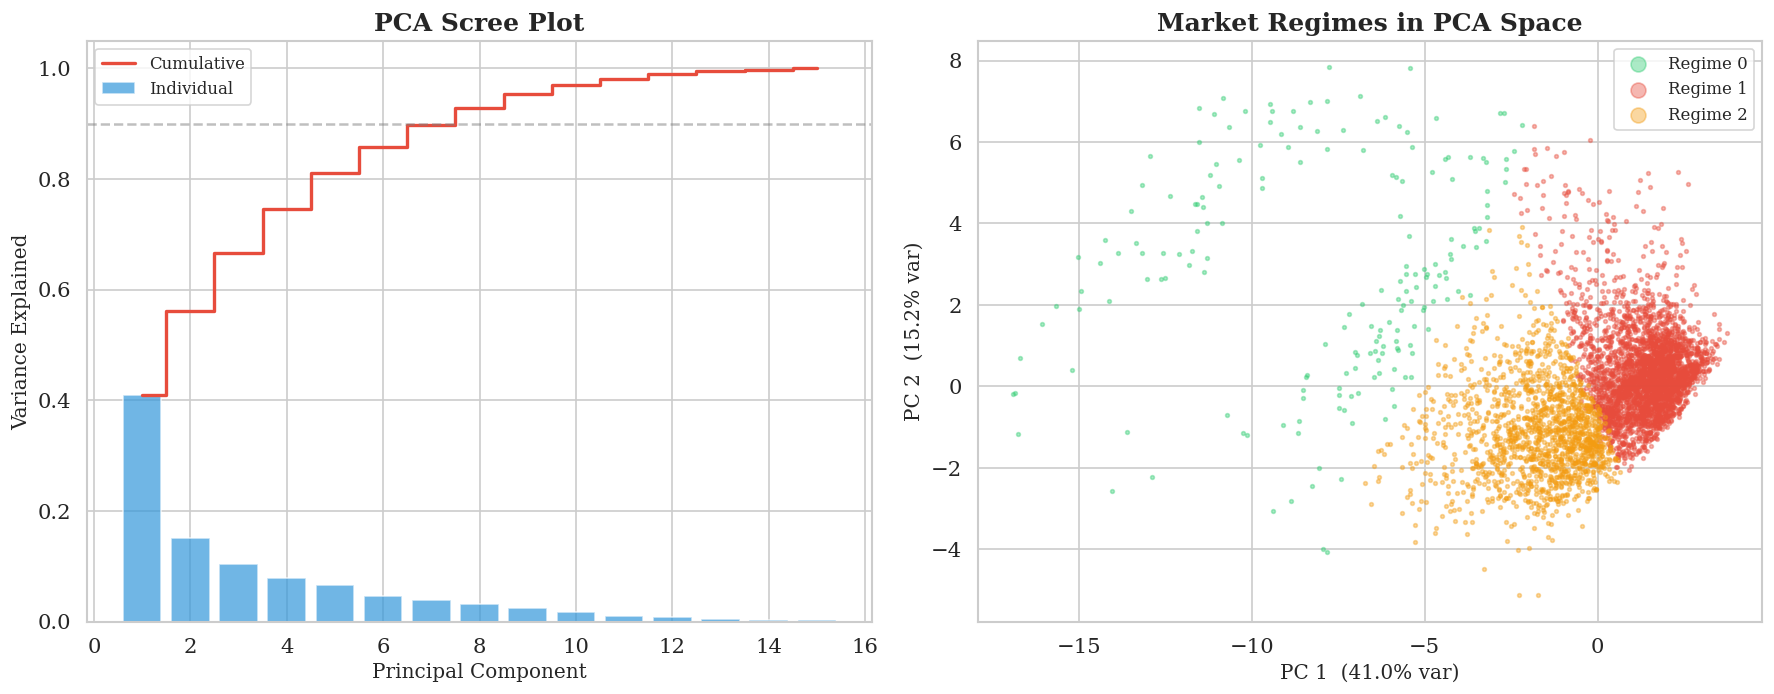 PCA Scree Plot
Cumulative
Individual
Variance Explained
1.0
0.8
0.6
0.4
0.2
0.0
0 2 4 6 8 10 12 14 16
Principal Component
Market Regimes in PCA Space
Regime 0
Regime 1
Regime 2
PC 2  (15.2% var)
8
6
4
2
0
−2
−4
−15 −10 −5 0
PC 1  (41.0% var)